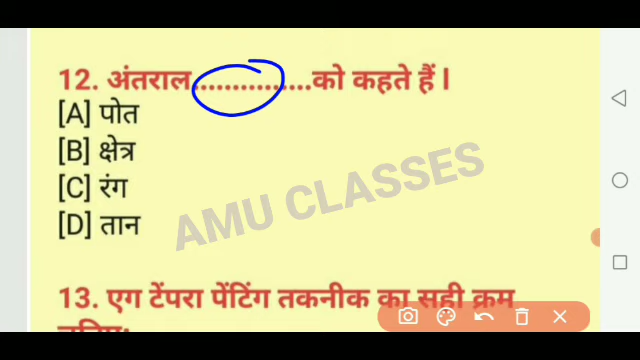 12. अंतराल...............को कहते हैं l
[A] पोत
[B] क्षेत्र
[C] रंग
[D] तान
AMU CLASSES
13. एग टेंपरा पेंटिंग तकनीक का सही क्रम